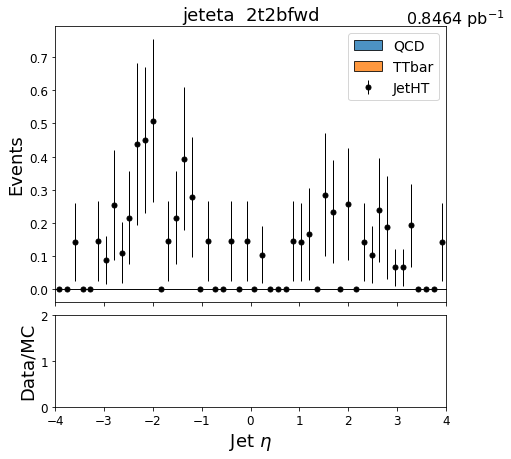 jeteta 2t2bfwd
0.8464 pb⁻¹
QCD
TTbar
JetHT
Events
0.7
0.6
0.5
0.4
0.3
0.2
0.1
0.0
Data/MC
2
1
0
−4 −3 −2 −1 0 1 2 3 4
Jet η